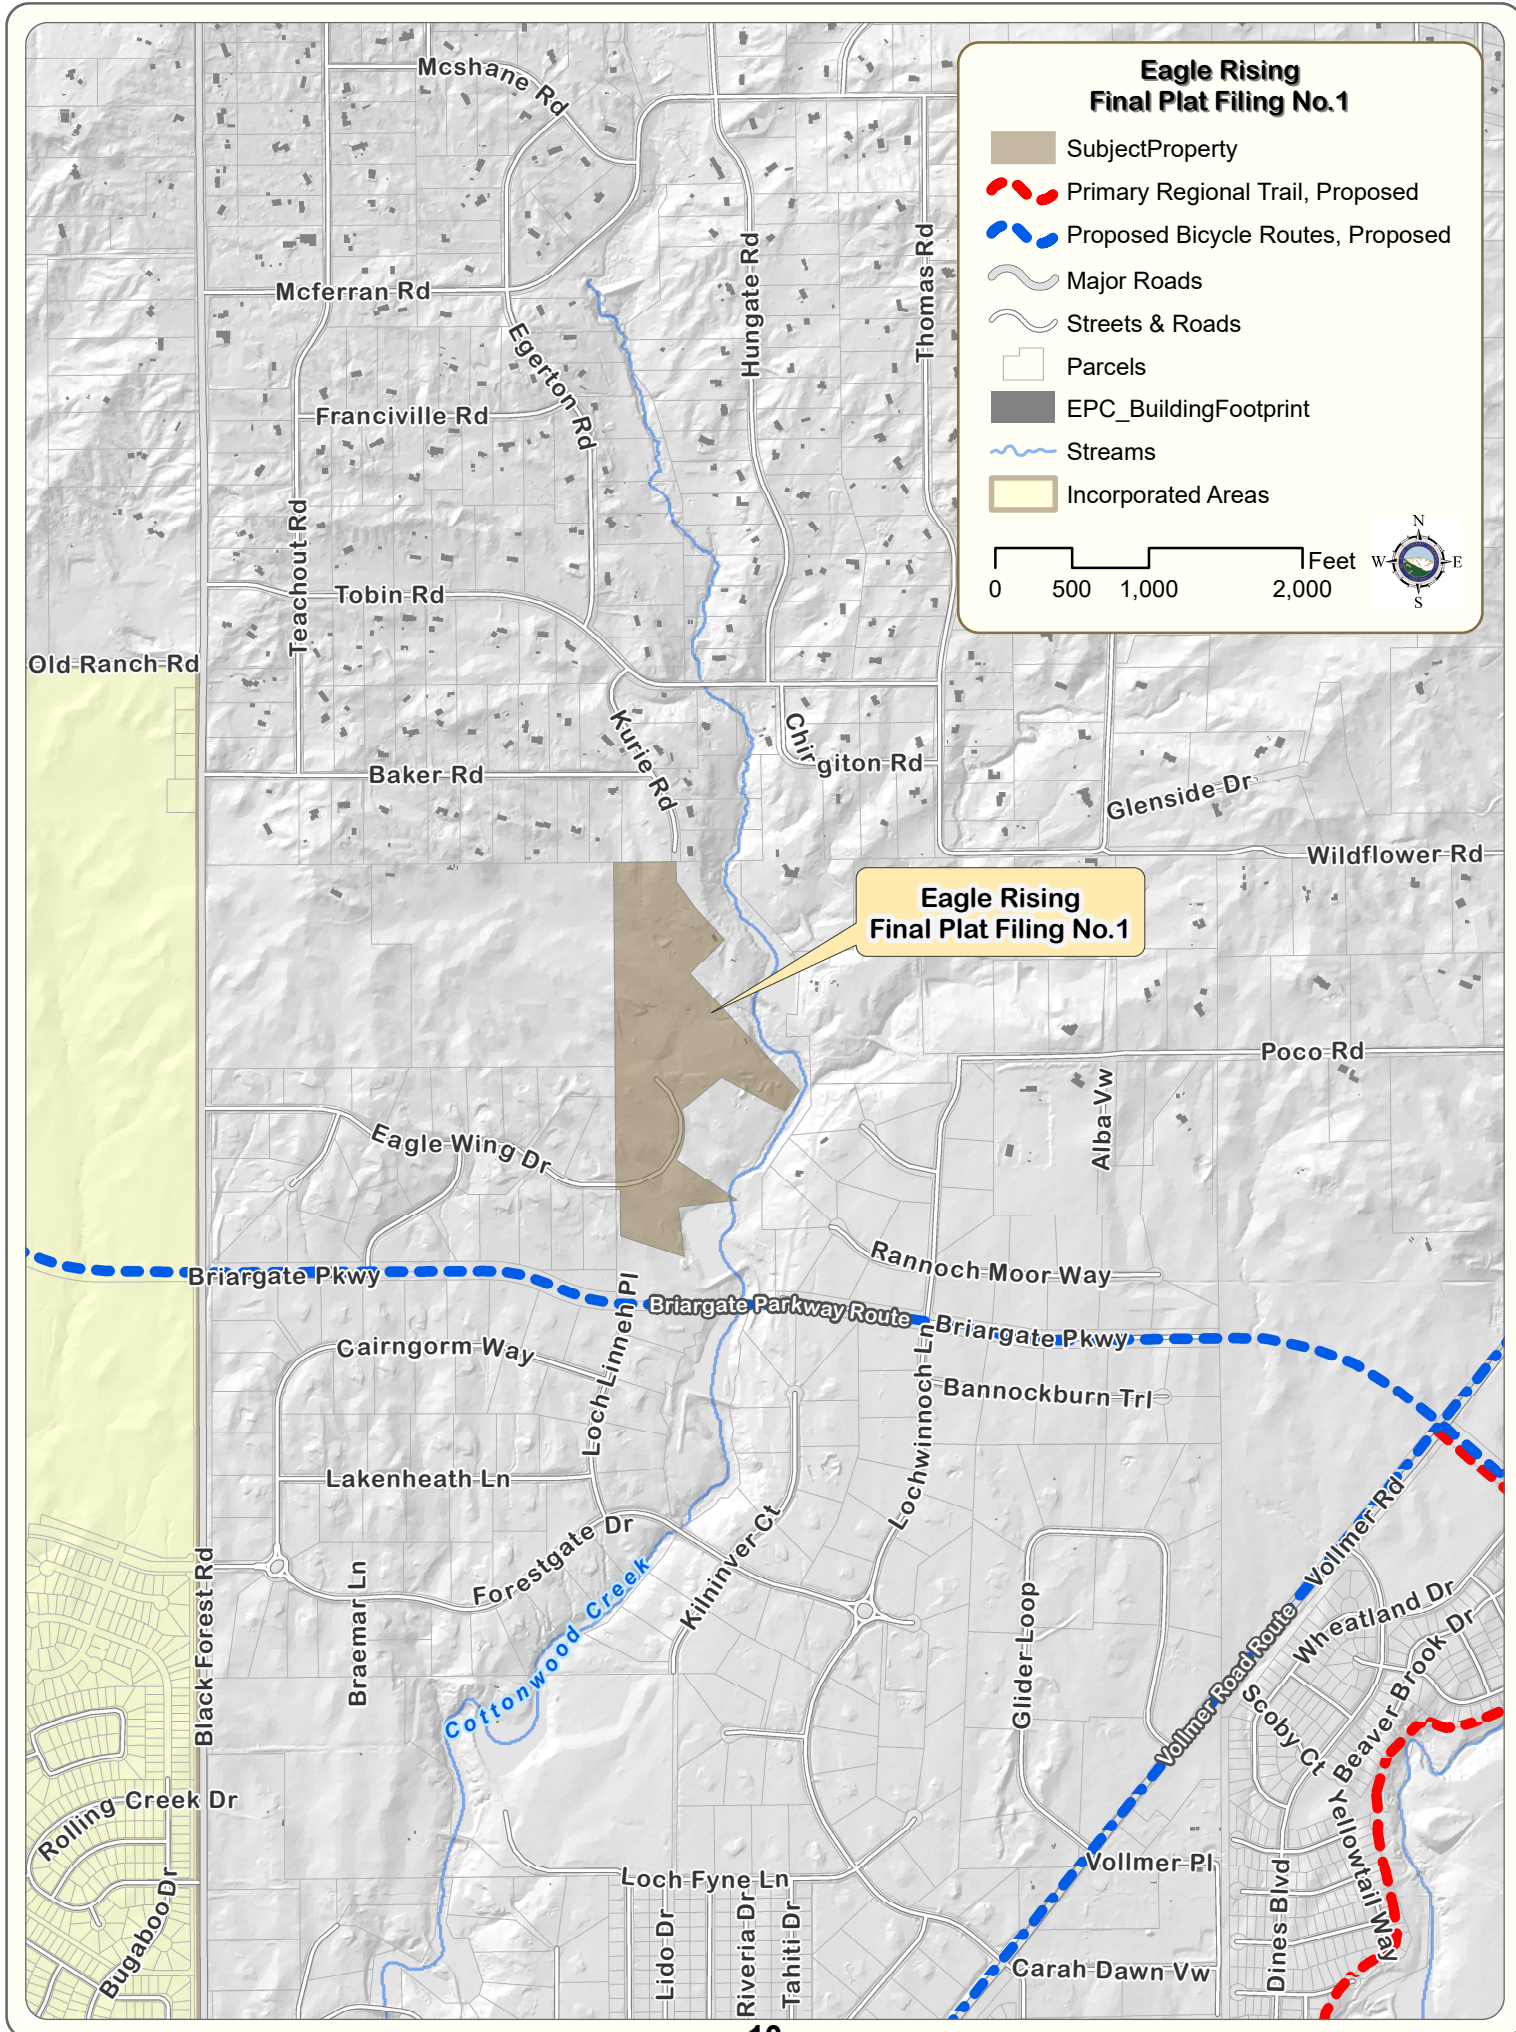 Eagle Rising
Final Plat Filing No.1
SubjectProperty
Primary Regional Trail, Proposed
Proposed Bicycle Routes, Proposed
Major Roads
Streets & Roads
Parcels
EPC_BuildingFootprint
Streams
Incorporated Areas
Feet
0 500 1,000 2,000
N
W E
S
Mcshane Rd
Hungate Rd
Thomas Rd
Mcferran Rd
Egerton Rd
Franciville Rd
Teachout Rd
Tobin Rd
Old Ranch Rd
Kurie Rd
Chirgiton Rd
Baker Rd
Glenside Dr
Wildflower Rd
Eagle Rising
Final Plat Filing No.1
Poco Rd
Alba Vw
Eagle Wing Dr
Rannoch Moor Way
Briargate Pkwy
Briargate Parkway Route
Briargate Pkwy
Loch Linneh Pl
Cairngorm Way
Lochwinnoch Ln
Bannockburn Trl
Lakenheath Ln
Forestgate Dr
Kilninver Ct
Vollmer Rd
Black Forest Rd
Braemar Ln
Cottonwood Creek
Glider Loop
Vollmer Road Route
Wheatland Dr
Scoby Ct
Beaver Brook Dr
Yellowtail Way
Rolling Creek Dr
Bugaboo Dr
Loch Fyne Ln
Vollmer Pl
Lido Dr
Riveria Dr
Tahiti Dr
Carah Dawn Vw
Dines Blvd
10